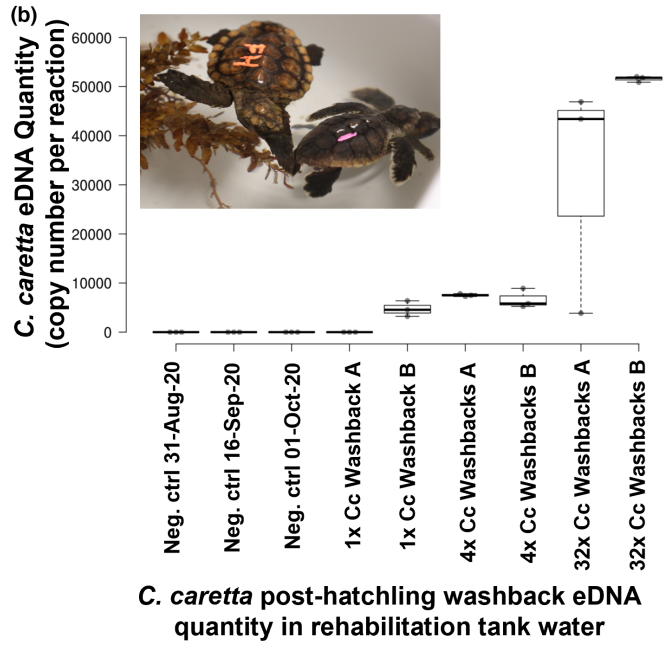 (b)
C. caretta eDNA Quantity
(copy number per reaction)
60000
50000
40000
30000
20000
10000
0
Neg. ctrl 31-Aug-20
Neg. ctrl 16-Sep-20
Neg. ctrl 01-Oct-20
1x Cc Washback A
1x Cc Washback B
4x Cc Washbacks A
4x Cc Washbacks B
32x Cc Washbacks A
32x Cc Washbacks B
C. caretta post-hatchling washback eDNA
quantity in rehabilitation tank water